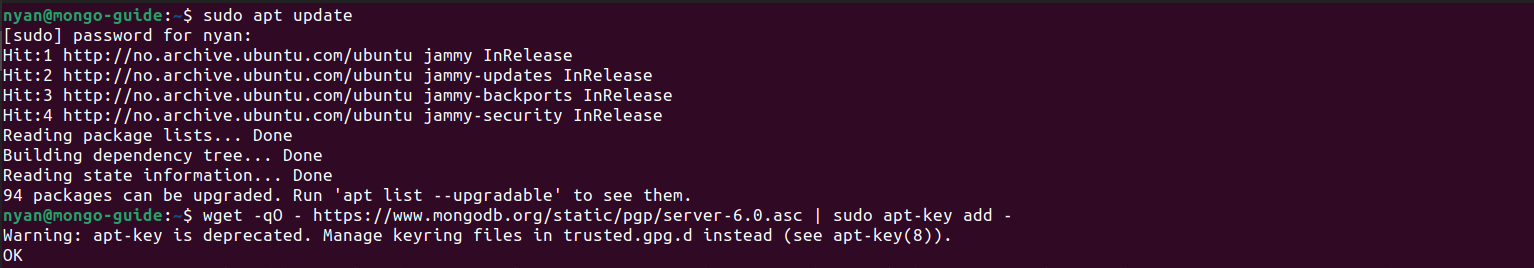 nyan@mongo-guide:~$ sudo apt update
[sudo] password for nyan:
Hit:1 http://no.archive.ubuntu.com/ubuntu jammy InRelease
Hit:2 http://no.archive.ubuntu.com/ubuntu jammy-updates InRelease
Hit:3 http://no.archive.ubuntu.com/ubuntu jammy-backports InRelease
Hit:4 http://no.archive.ubuntu.com/ubuntu jammy-security InRelease
Reading package lists... Done
Building dependency tree... Done
Reading state information... Done
94 packages can be upgraded. Run 'apt list --upgradable' to see them.
nyan@mongo-guide:~$ wget -qO - https://www.mongodb.org/static/pgp/server-6.0.asc | sudo apt-key add -
Warning: apt-key is deprecated. Manage keyring files in trusted.gpg.d instead (see apt-key(8)).
OK